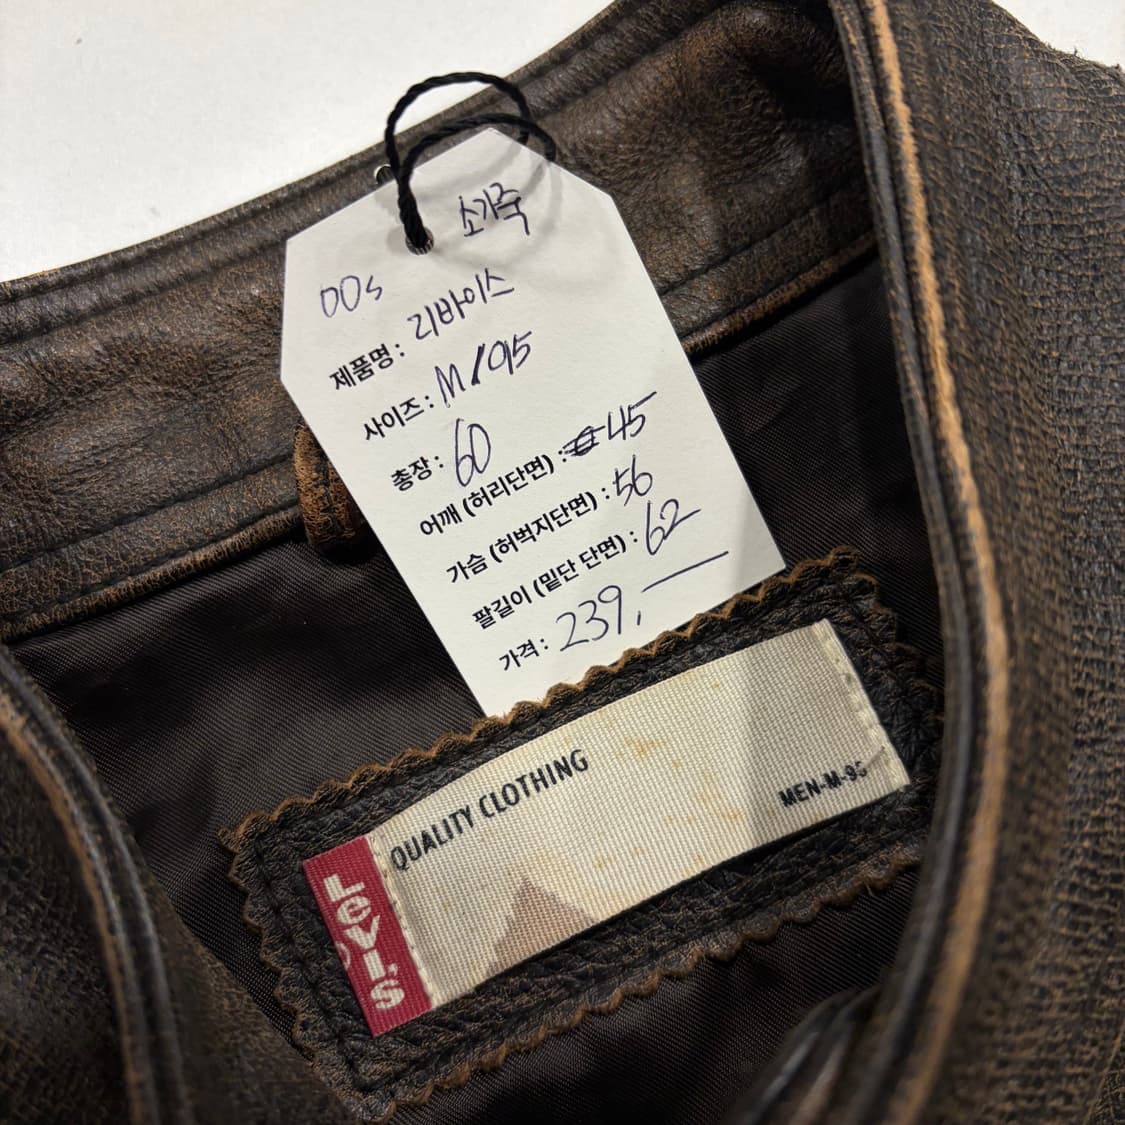 소가죽
00s
제품명: 리바이스
사이즈: M/95
총장: 60
어깨 (허리단면) : 45
가슴 (허벅지단면) : 56
팔길이 (밑단 단면) : 62
가격: 239,—
QUALITY CLOTHING
MEN-M-95
Levi's